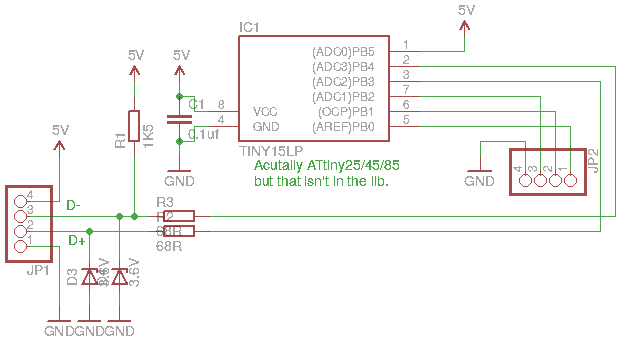 5V
IC1
5V
5V
(ADC0)PB5
1
(ADC3)PB4
2
(ADC2)PB3
3
C1
8
VCC
(ADC1)PB2
7
4
GND
(OCP)PB1
6
5V
R1
1K5
0.1uf
(AREF)PB0
5
TINY15LP
Acutally ATtiny25/45/85
but that isn't in the lib.
JP2
GND
GND
4
3
2
1
4
3
2
1
D-
D+
R3
R2
68R
68R
JP1
D3
3.6V
3.6V
GND
GND
GND